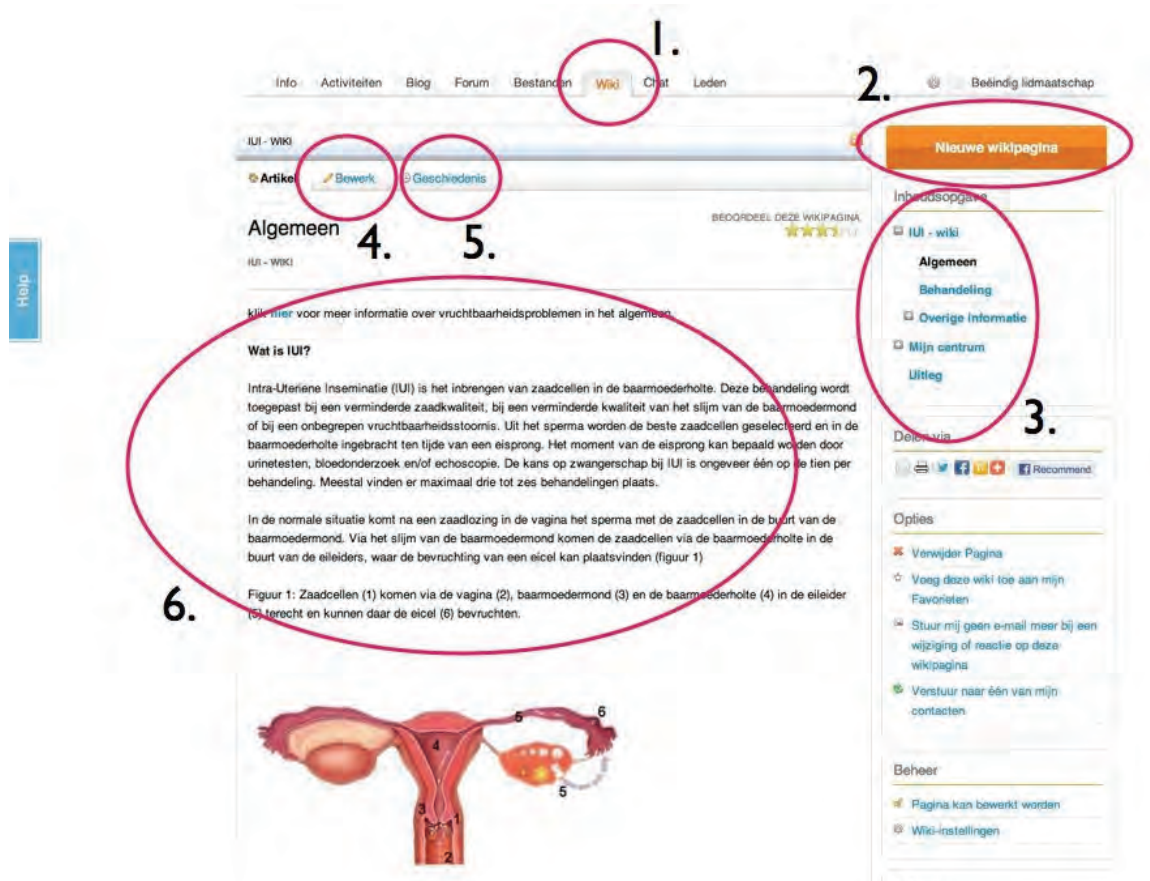 1.
Info Activiteiten Blog Forum Bestanden Wiki Chat Leden
2.
Beëindig lidmaatschap
IUI - WIKI
Nieuwe wikipagina
Artikel Bewerk Geschiedenis
4. 5.
Algemeen
BEOORDEEL DEZE WIKIPAGINA
IUI - WIKI
klik hier voor meer informatie over vruchtbaarheidsproblemen in het algemeen.
Wat is IUI?
Intra-Uteriene Inseminatie (IUI) is het inbrengen van zaadcellen in de baarmoederholte. Deze behandeling wordt
toegepast bij een verminderde zaadkwaliteit, bij een verminderde kwaliteit van het slijm van de baarmoedermond
of bij een onbegrepen vruchtbaarheidsstoornis. Uit het sperma worden de beste zaadcellen geselecteerd en in de
baarmoederholte ingebracht ten tijde van een eisprong. Het moment van de eisprong kan bepaald worden door
urinetesten, bloedonderzoek en/of echoscopie. De kans op zwangerschap bij IUI is ongeveer één op de tien per
behandeling. Meestal vinden er maximaal drie tot zes behandelingen plaats.
In de normale situatie komt na een zaadlozing in de vagina het sperma met de zaadcellen in de buurt van de
baarmoedermond. Via het slijm van de baarmoedermond komen de zaadcellen via de baarmoederholte in de
buurt van de eileiders, waar de bevruchting van een eicel kan plaatsvinden (figuur 1)
6.
Figuur 1: Zaadcellen (1) komen via de vagina (2), baarmoedermond (3) en de baarmoederholte (4) in de eileider
(5) terecht en kunnen daar de eicel (6) bevruchten.
5 6
4
5
3 1
2
Help
Inhoudsopgave
IUI - wiki
Algemeen
Behandeling
Overige informatie
Mijn centrum
Uitleg
3.
Delen via
Recommend
Opties
Verwijder Pagina
Voeg deze wiki toe aan mijn
Favorieten
Stuur mij geen e-mail meer bij een
wijziging of reactie op deze
wikipagina
Verstuur naar één van mijn
contacten
Beheer
Pagina kan bewerkt worden
Wiki-instellingen